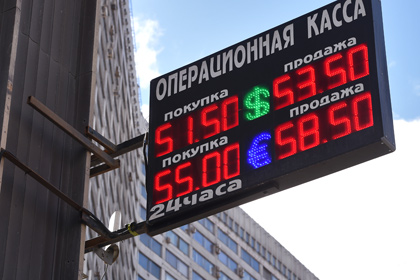 ОПЕРАЦИОННАЯ КАССА
покупка продажа
51.50 $ 53.50
покупка продажа
55.00 € 58.50
24часа